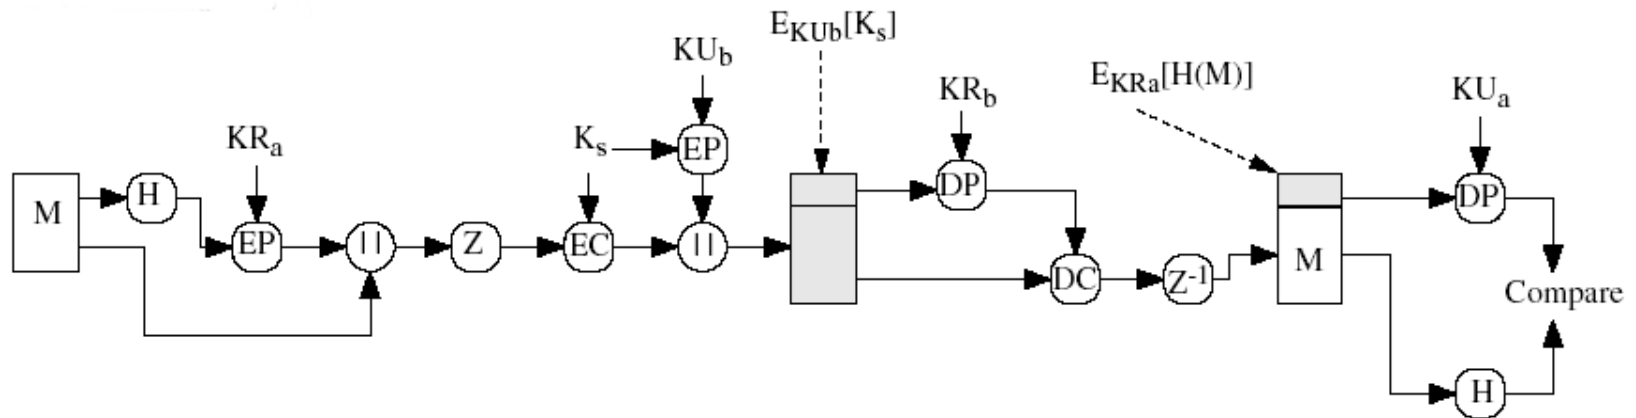 E_KUb[K_s]
KU_b
E_KRa[H(M)]
KR_b
KU_a
KR_a
K_s
EP
M
H
DP
DP
EP
||
Z
EC
||
DC
Z^-1
M
Compare
H